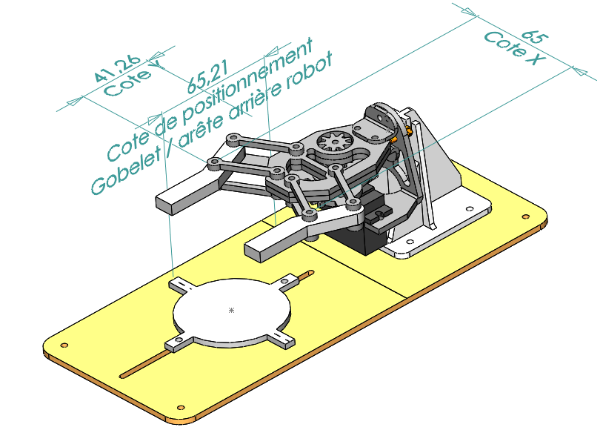 41,26
Cote Y
65,21
Cote de positionnement
Gobelet / arête arrière robot
65
Cote X